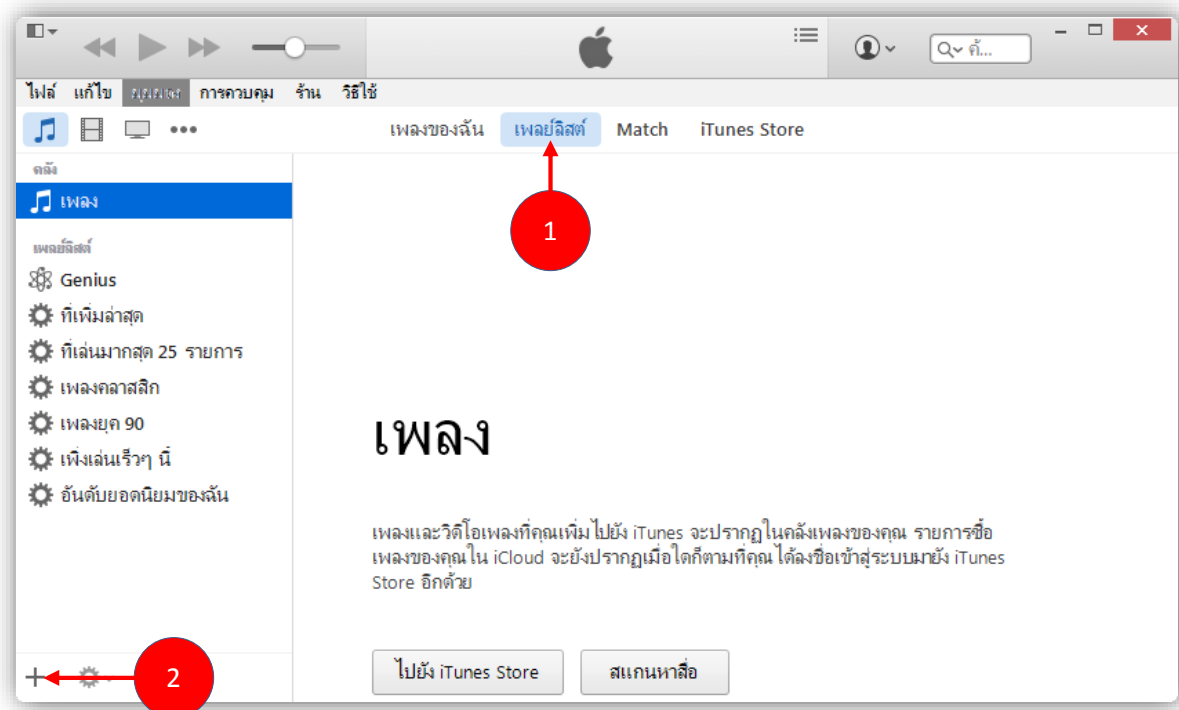 ค้...
ไฟล์ แก้ไข มุมมอง การควบคุม ร้าน วิธีใช้
เพลงของฉัน เพลย์ลิสต์ Match iTunes Store
คลัง
เพลง
1
เพลย์ลิสต์
Genius
ที่เพิ่มล่าสุด
ที่เล่นมากสุด 25 รายการ
เพลงคลาสสิก
เพลงยุค 90
เพิ่งเล่นเร็วๆ นี้
อันดับยอดนิยมของฉัน
เพลง
เพลงและวิดีโอเพลงที่คุณเพิ่มไปยัง iTunes จะปรากฏในคลังเพลงของคุณ รายการซื้อ
เพลงของคุณใน iCloud จะยังปรากฏเมื่อใดก็ตามที่คุณได้ลงชื่อเข้าสู่ระบบมายัง iTunes
Store อีกด้วย
2
ไปยัง iTunes Store สแกนหาสื่อ